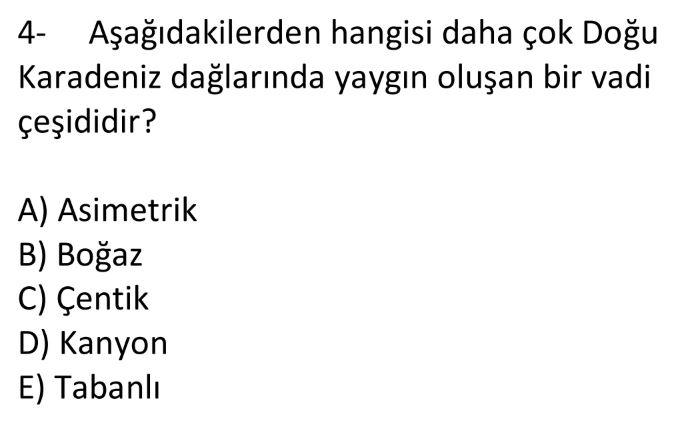 4- Aşağıdakilerden hangisi daha çok Doğu
Karadeniz dağlarında yaygın oluşan bir vadi
çeşididir?
A) Asimetrik
B) Boğaz
C) Çentik
D) Kanyon
E) Tabanlı